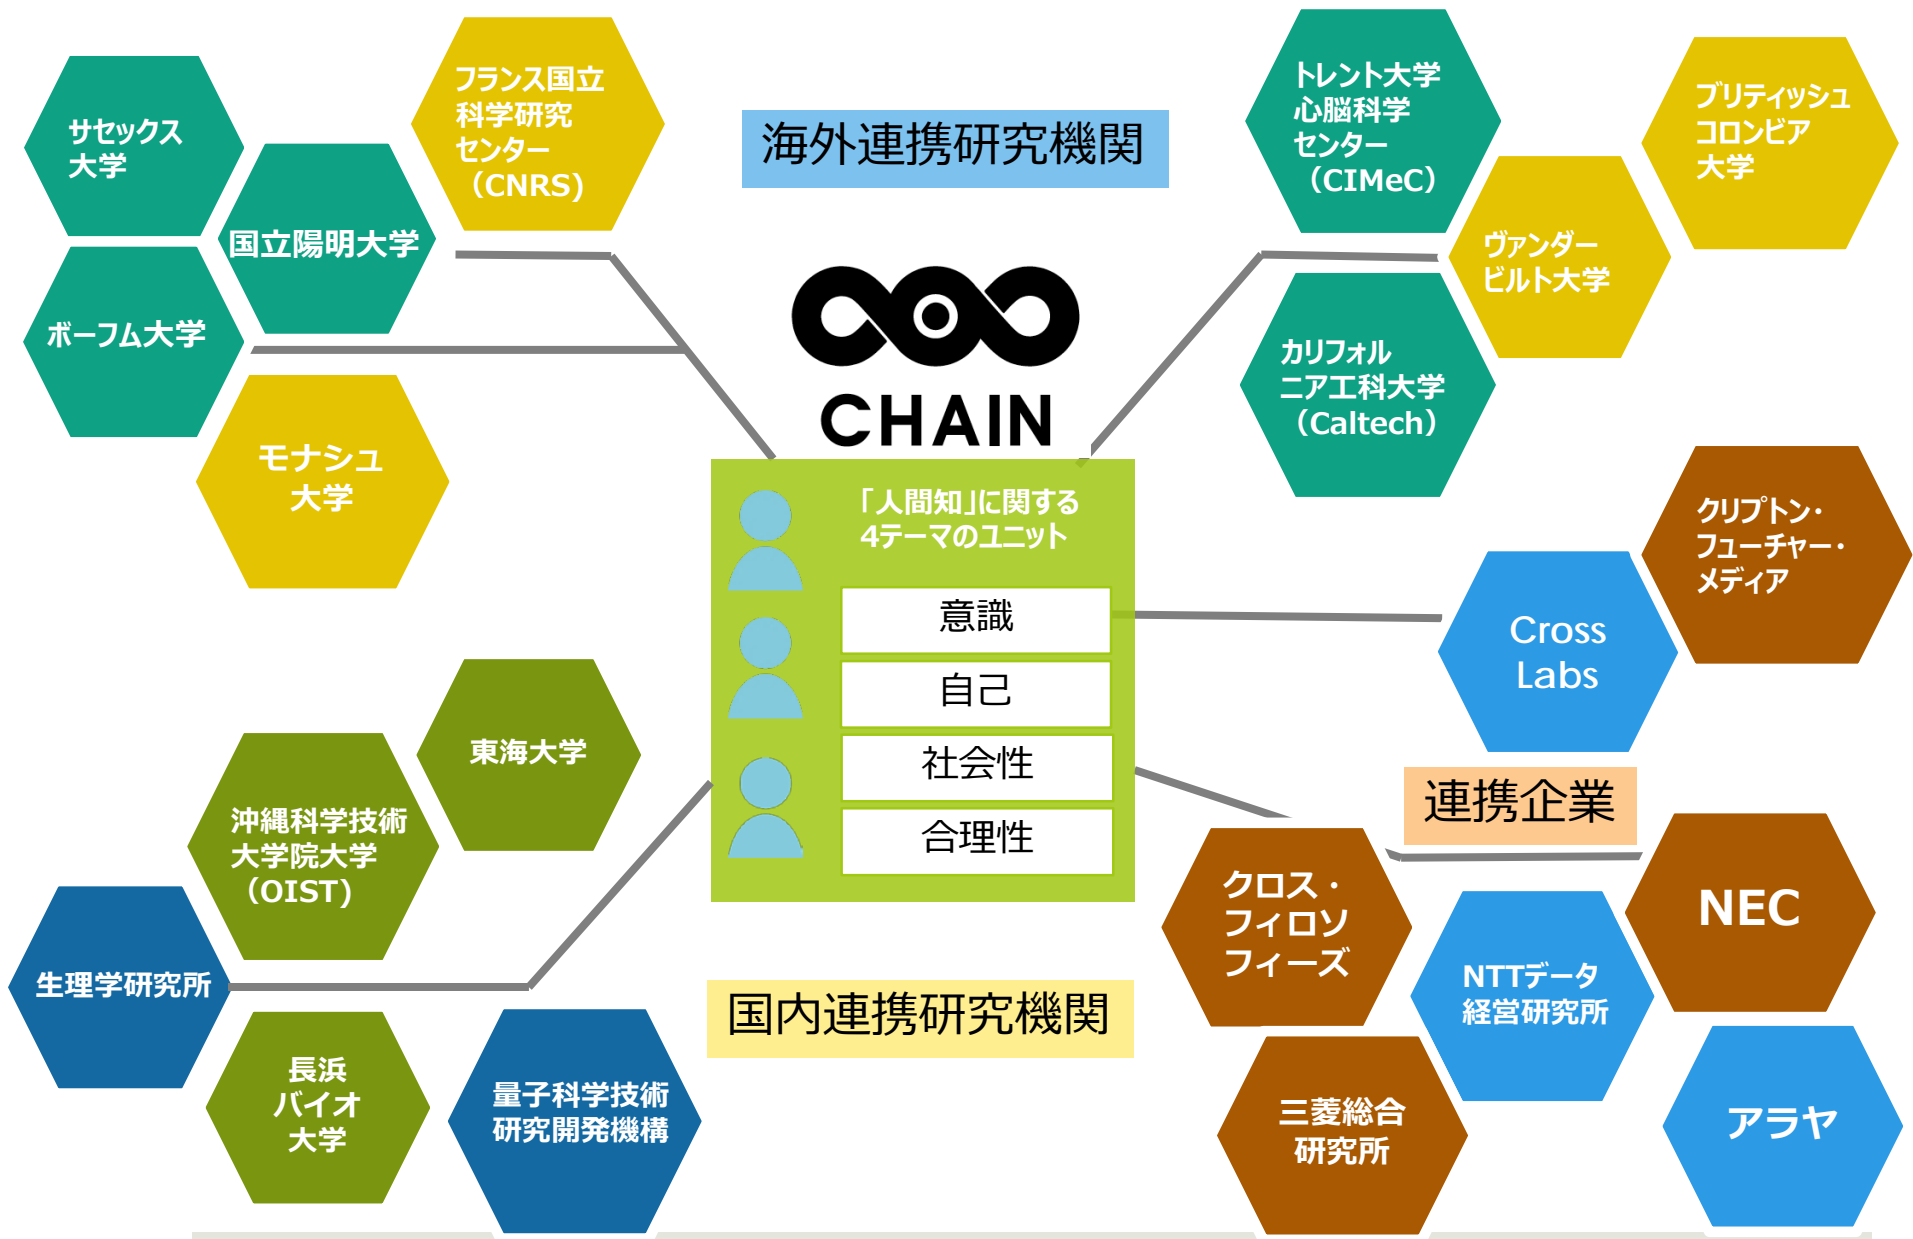 サセックス
大学
国立陽明大学
ボーフム大学
フランス国立
科学研究
センター
（CNRS)
モナシュ
大学
海外連携研究機関
トレント大学
心脳科学
センター
（CIMeC）
ブリティッシュ
コロンビア
大学
ヴァンダー
ビルト大学
カリフォル
ニア工科大学
（Caltech）
CHAIN
「人間知」に関する
4テーマのユニット
意識
自己
社会性
合理性
クリプトン・
フューチャー・
メディア
Cross
Labs
連携企業
クロス・
フィロソ
フィーズ
NEC
NTTデータ
経営研究所
三菱総合
研究所
アラヤ
東海大学
沖縄科学技術
大学院大学
（OIST)
生理学研究所
長浜
バイオ
大学
量子科学技術
研究開発機構
国内連携研究機関